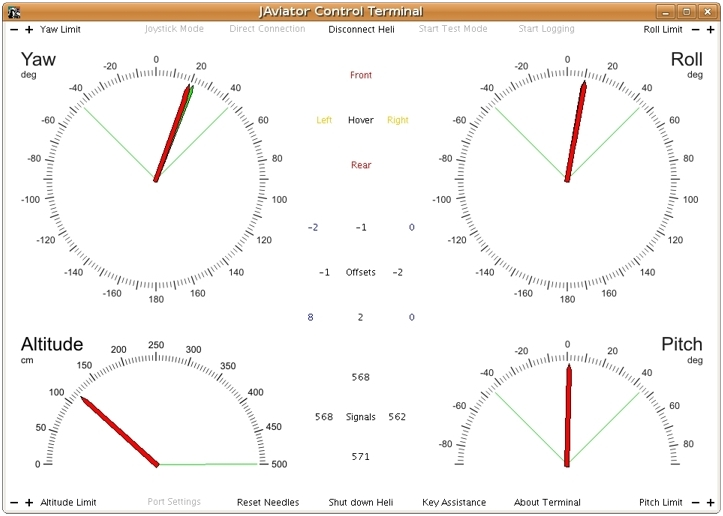 JAviator Control Terminal
− + Yaw Limit Joystick Mode Direct Connection Disconnect Heli Start Test Mode Start Logging Roll Limit − +
Yaw
deg
-40 -20 0 20 40
-60 60
-80 80
-100 100
-120 120
-140 140
-160 180 160
Front
Left Hover Right
Rear
-2 -1 0
-1 Offsets -2
8 2 0
Roll
deg
-40 -20 0 20 40
-60 60
-80 80
-100 100
-120 120
-140 140
-160 180 160
Altitude
cm
0 50 100 150 200 250 300 350 400 450 500
568
568 Signals 562
571
Pitch
deg
-80 -60 -40 -20 0 20 40 60 80
− + Altitude Limit Port Settings Reset Needles Shut down Heli Key Assistance About Terminal Pitch Limit − +